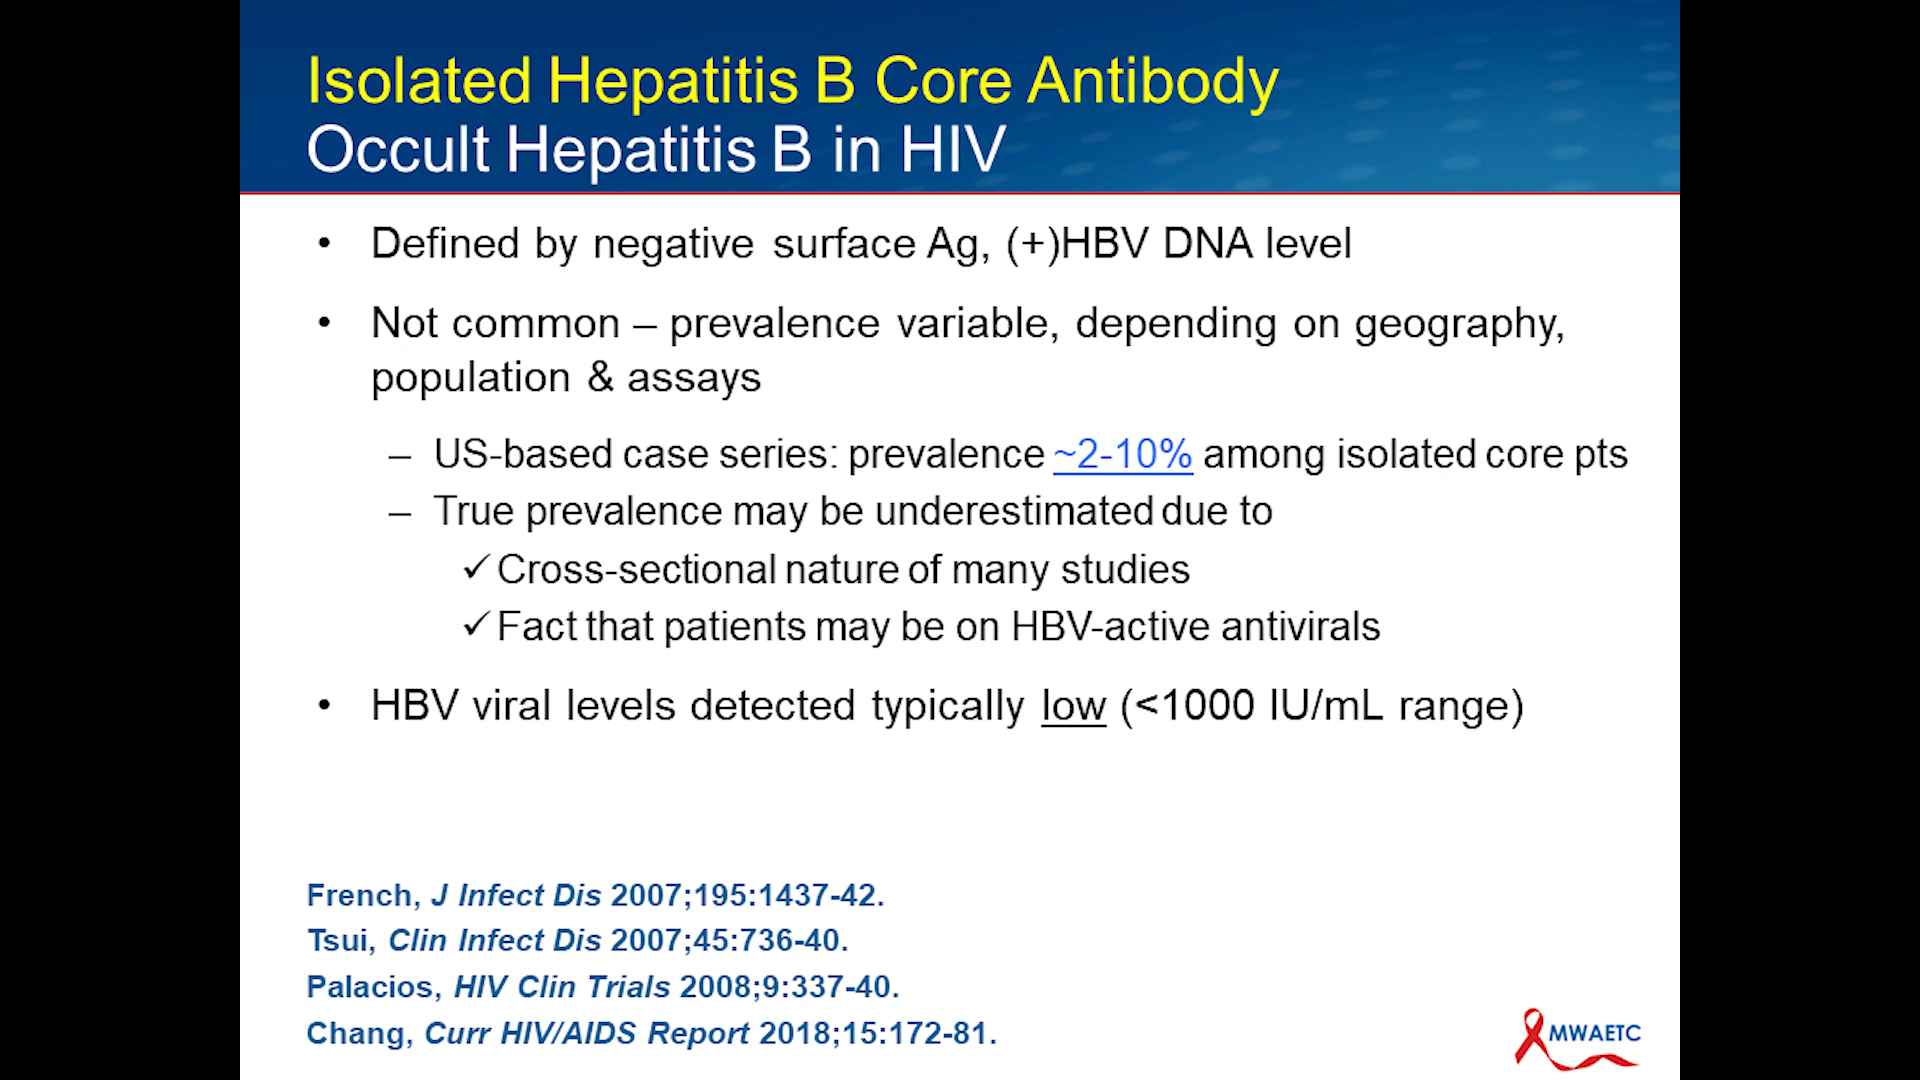 Isolated Hepatitis B Core Antibody
Occult Hepatitis B in HIV
• Defined by negative surface Ag, (+)HBV DNA level
• Not common – prevalence variable, depending on geography,
population & assays
– US-based case series: prevalence ~2-10% among isolated core pts
– True prevalence may be underestimated due to
✓ Cross-sectional nature of many studies
✓ Fact that patients may be on HBV-active antivirals
• HBV viral levels detected typically low (<1000 IU/mL range)
French, J Infect Dis 2007;195:1437-42.
Tsui, Clin Infect Dis 2007;45:736-40.
Palacios, HIV Clin Trials 2008;9:337-40.
Chang, Curr HIV/AIDS Report 2018;15:172-81.
MWAETC